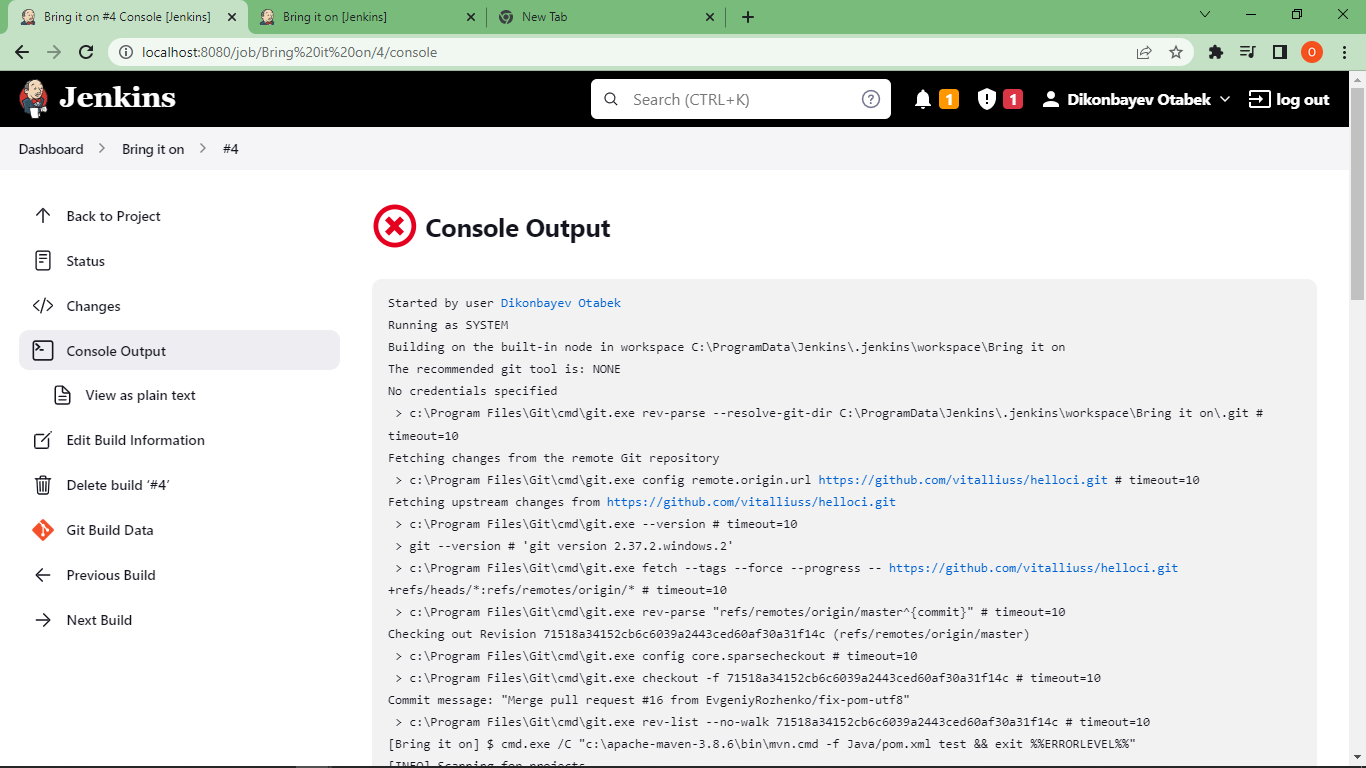 Bring it on #4 Console [Jenkins]
Bring it on [Jenkins]
New Tab
localhost:8080/job/Bring%20it%20on/4/console
O
Jenkins
Search (CTRL+K)
1
1
Dikonbayev Otabek
log out
Dashboard
Bring it on
#4
Back to Project
Status
Changes
Console Output
View as plain text
Edit Build Information
Delete build ‘#4’
Git Build Data
Previous Build
Next Build
Console Output
Started by user Dikonbayev Otabek
Running as SYSTEM
Building on the built-in node in workspace C:\ProgramData\Jenkins\.jenkins\workspace\Bring it on
The recommended git tool is: NONE
No credentials specified
> c:\Program Files\Git\cmd\git.exe rev-parse --resolve-git-dir C:\ProgramData\Jenkins\.jenkins\workspace\Bring it on\.git #
timeout=10
Fetching changes from the remote Git repository
> c:\Program Files\Git\cmd\git.exe config remote.origin.url https://github.com/vitalliuss/helloci.git # timeout=10
Fetching upstream changes from https://github.com/vitalliuss/helloci.git
> c:\Program Files\Git\cmd\git.exe --version # timeout=10
> git --version # 'git version 2.37.2.windows.2'
> c:\Program Files\Git\cmd\git.exe fetch --tags --force --progress -- https://github.com/vitalliuss/helloci.git
+refs/heads/*:refs/remotes/origin/* # timeout=10
> c:\Program Files\Git\cmd\git.exe rev-parse "refs/remotes/origin/master^{commit}" # timeout=10
Checking out Revision 71518a34152cb6c6039a2443ced60af30a31f14c (refs/remotes/origin/master)
> c:\Program Files\Git\cmd\git.exe config core.sparsecheckout # timeout=10
> c:\Program Files\Git\cmd\git.exe checkout -f 71518a34152cb6c6039a2443ced60af30a31f14c # timeout=10
Commit message: "Merge pull request #16 from EvgeniyRozhenko/fix-pom-utf8"
> c:\Program Files\Git\cmd\git.exe rev-list --no-walk 71518a34152cb6c6039a2443ced60af30a31f14c # timeout=10
[Bring it on] $ cmd.exe /C "c:\apache-maven-3.8.6\bin\mvn.cmd -f Java/pom.xml test && exit %%ERRORLEVEL%%"
[INFO] Scanning for projects